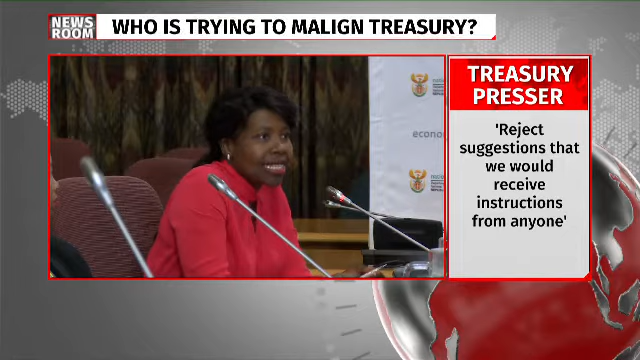 NEWS
ROOM
WHO IS TRYING TO MALIGN TREASURY?
TREASURY
PRESSER
'Reject
suggestions that
we would
receive
instructions
from anyone'
econo